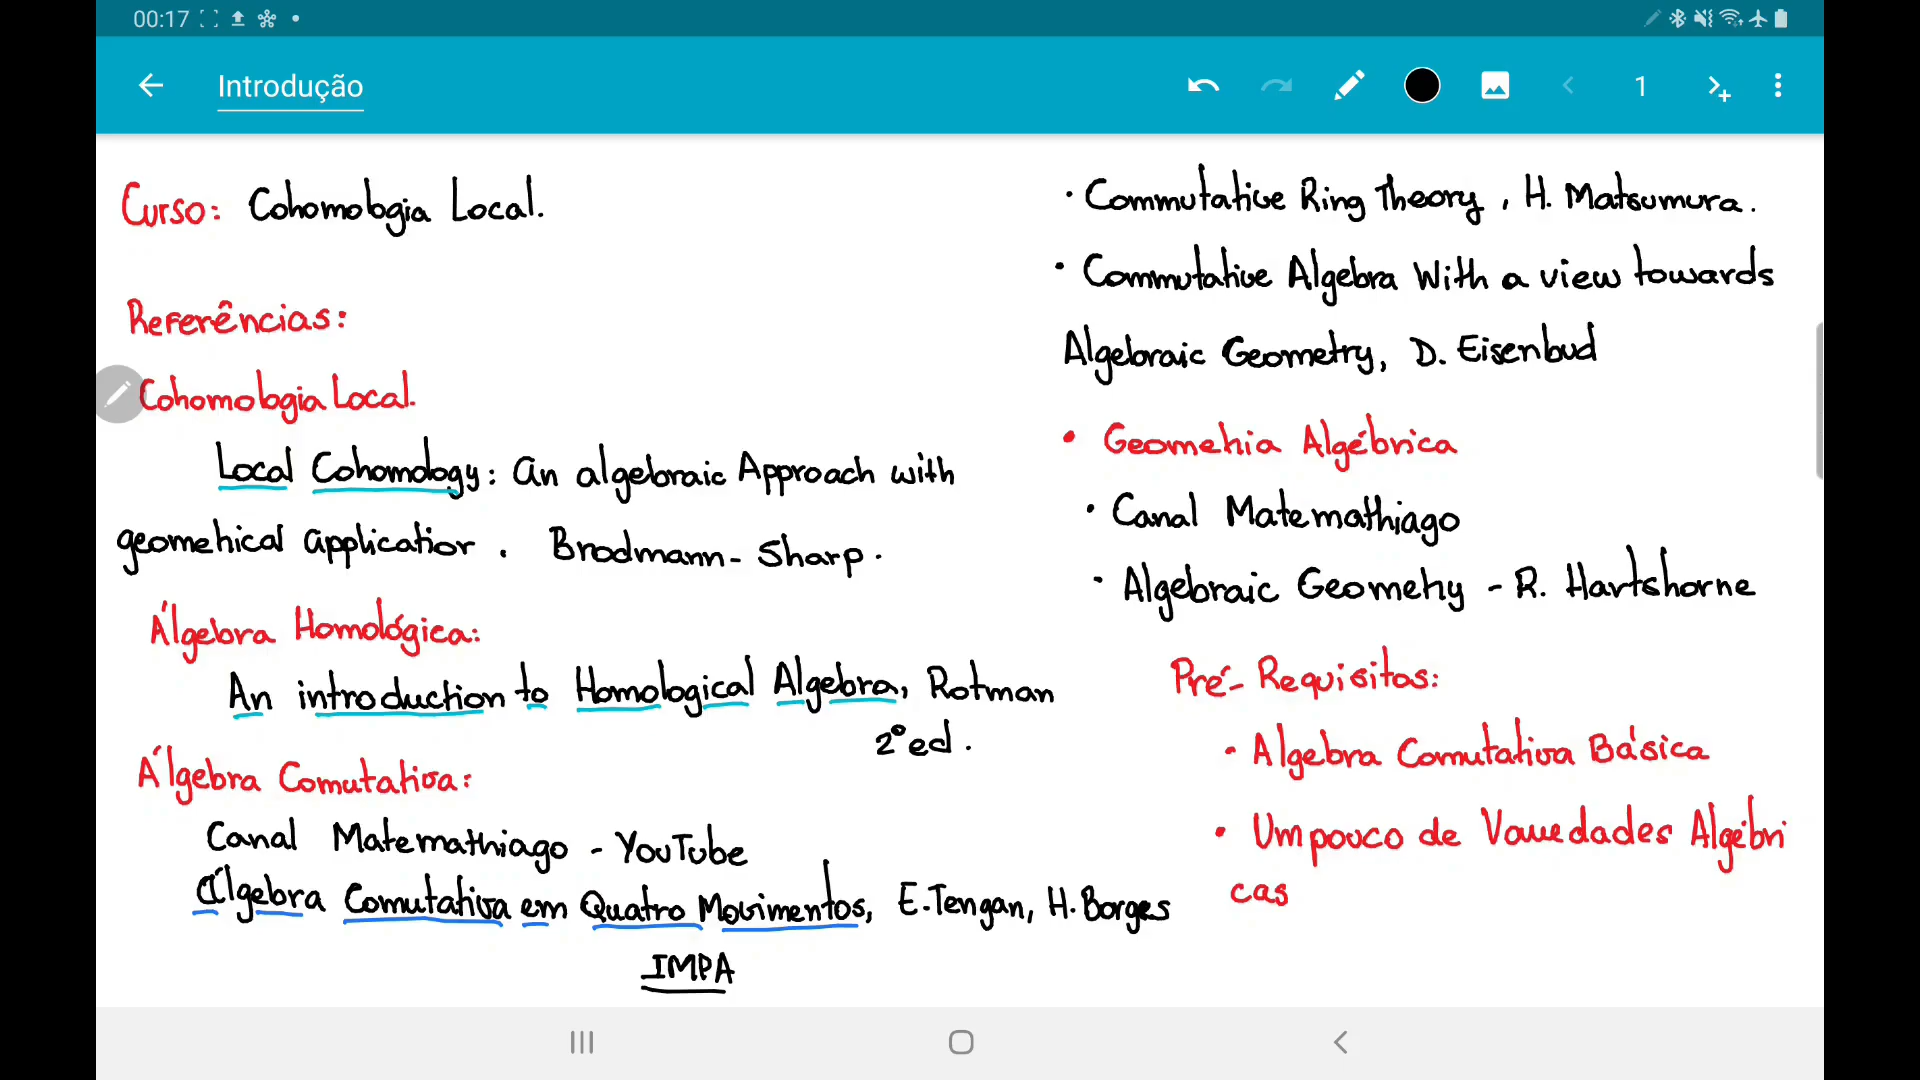 00:17
Introdução
1
Curso: Cohomologia Local.
Referências:
Cohomologia Local.
Local Cohomology: An algebraic Approach with
geometrical application. Brodmann-Sharp.
Álgebra Homológica:
An introduction to Homological Algebra, Rotman
2º ed.
Álgebra Comutativa:
Canal Matemathiago - YouTube
Álgebra Comutativa em Quatro Movimentos, E. Tengan, H. Borges
IMPA
• Commutative Ring Theory, H. Matsumura.
• Commutative Algebra With a view towards
Algebraic Geometry, D. Eisenbud
• Geometria Algébrica
• Canal Matemathiago
• Algebraic Geometry - R. Hartshorne
Pré-Requisitos:
• Algebra Comutativa Básica
• Um pouco de Variedades Algébri
cas